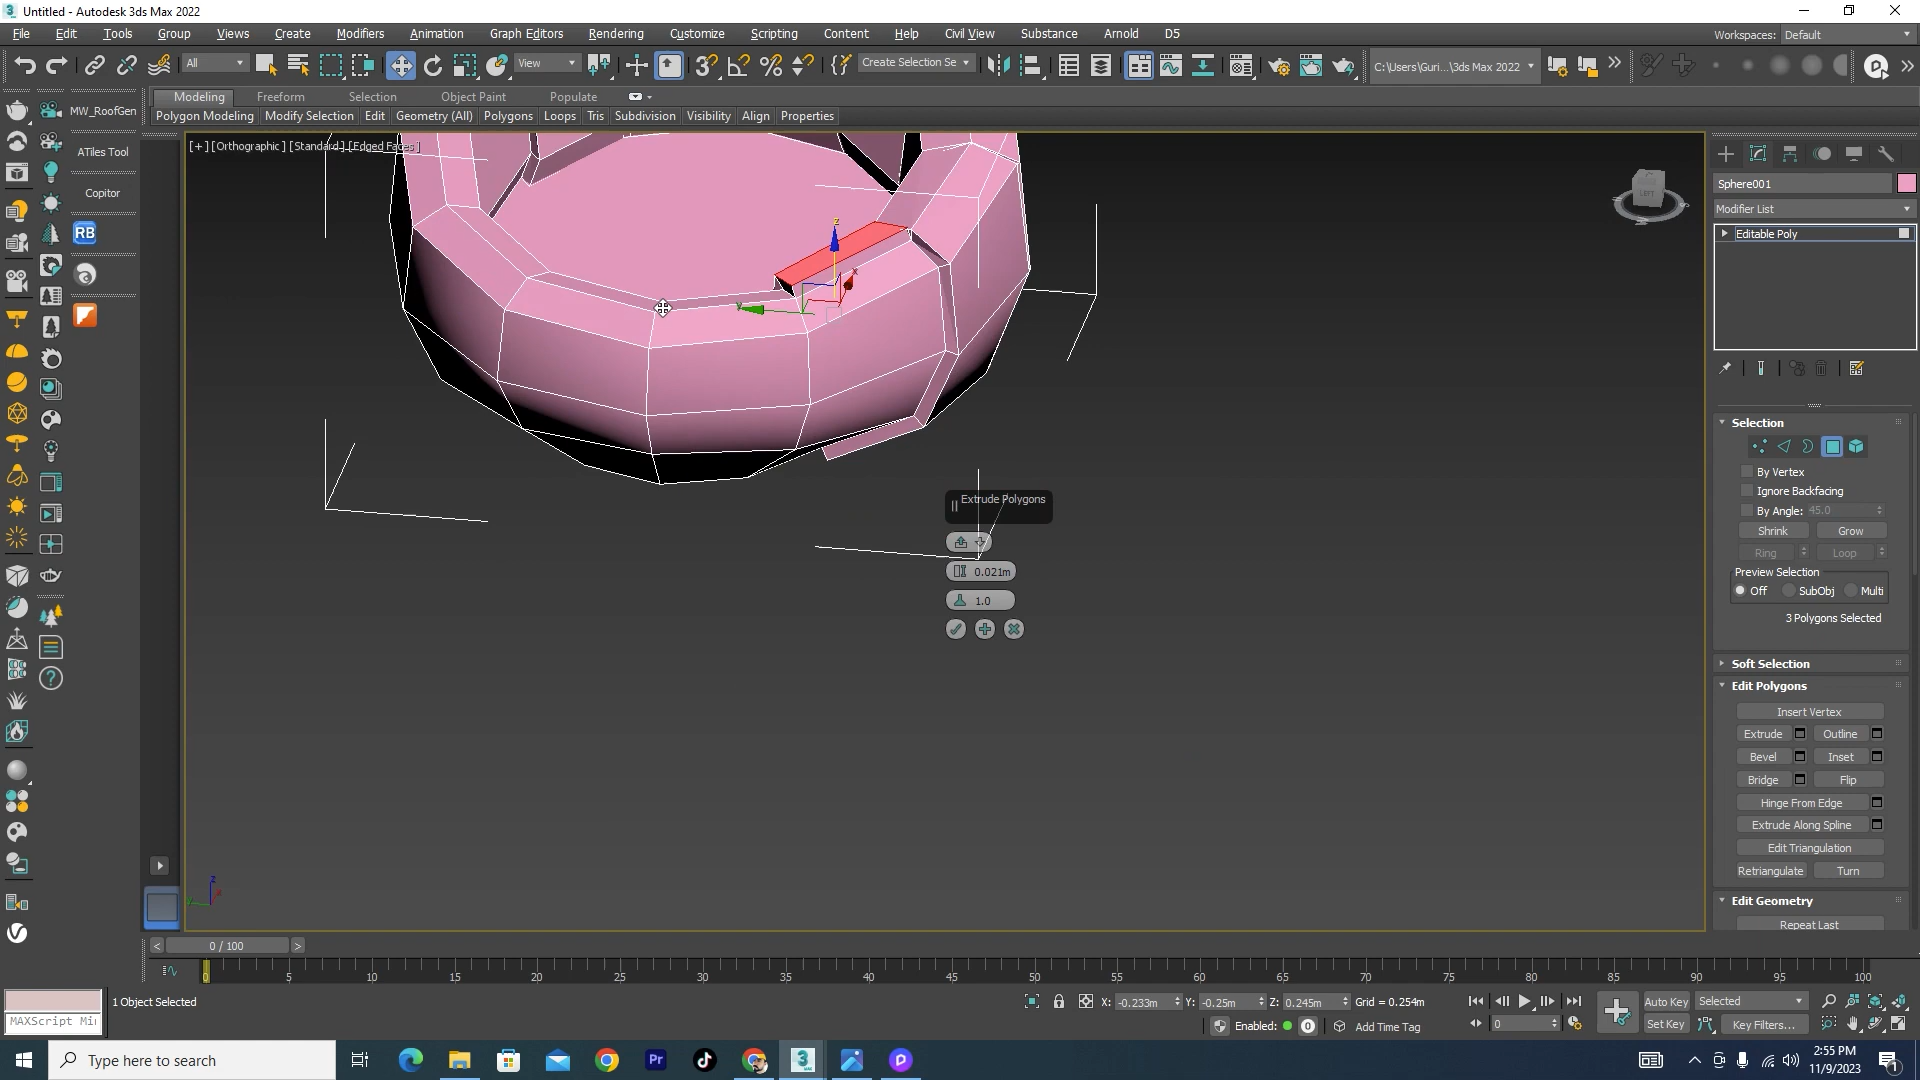 Untitled - Autodesk 3ds Max 2022
File Edit Tools Group Views Create Modifiers Animation Graph Editors Rendering Customize Scripting Content Help Civil View Substance Arnold D5 Workspaces: Default
All View Create Selection Se C:\Users\Guri...\3ds Max 2022
Modeling Freeform Selection Object Paint Populate
MW_RoofGen
Polygon Modeling Modify Selection Edit Geometry (All) Polygons Loops Tris Subdivision Visibility Align Properties
[+] [Orthographic] [Standard] [Edged Faces]
ATiles Tool
Copitor
RB
Sphere001
Modifier List
Editable Poly
Selection
By Vertex
Ignore Backfacing
By Angle: 45.0
Shrink Grow
Ring Loop
Preview Selection
Off SubObj Multi
3 Polygons Selected
Soft Selection
Edit Polygons
Insert Vertex
Extrude Outline
Bevel Inset
Bridge Flip
Hinge From Edge
Extrude Along Spline
Edit Triangulation
Retriangulate Turn
Edit Geometry
Repeat Last
Extrude Polygons
0.021m
1.0
z
x
y
z
0 / 100
0 5 10 15 20 25 30 35 40 45 50 55 60 65 70 75 80 85 90 95 100
1 Object Selected X: -0.233m Y: -0.25m Z: 0.245m Grid = 0.254m Auto Key Selected
MAXScript Mi Enabled: 0 Add Time Tag 0 Set Key Key Filters...
Type here to search
Pr
3
2:55 PM
11/9/2023
1